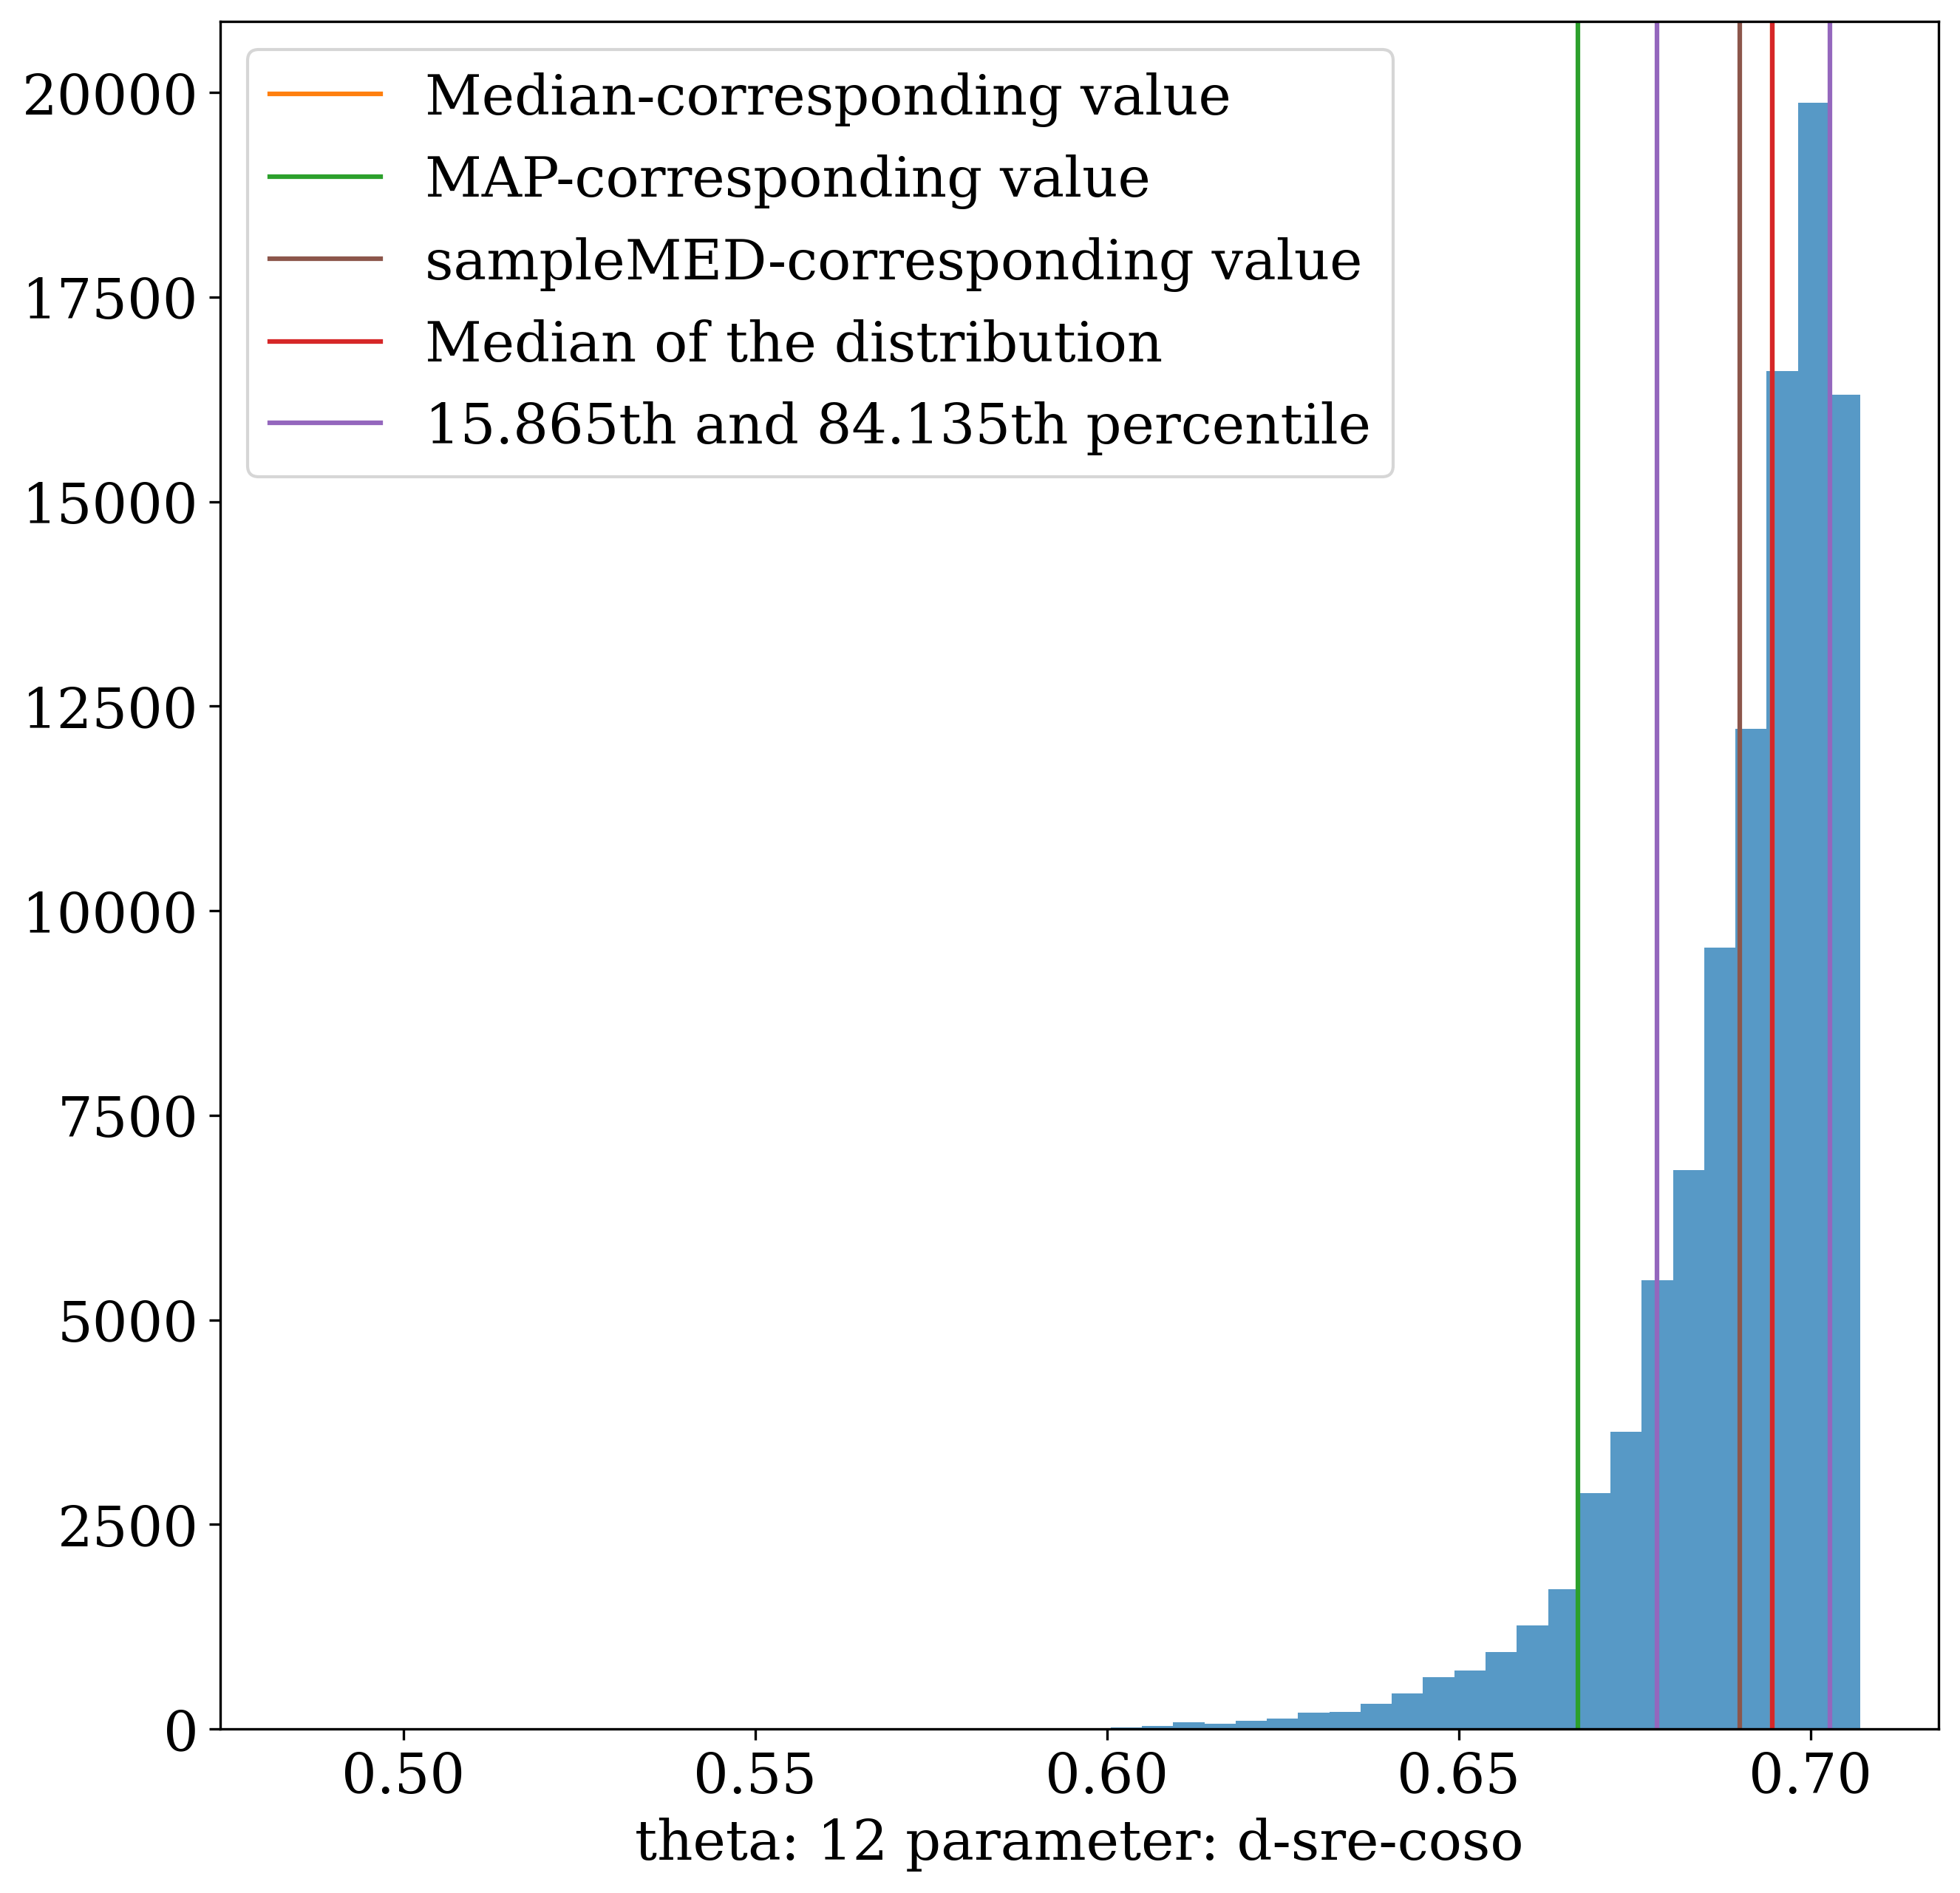 Median-corresponding value
MAP-corresponding value
sampleMED-corresponding value
Median of the distribution
15.865th and 84.135th percentile
20000
17500
15000
12500
10000
7500
5000
2500
0
0.50 0.55 0.60 0.65 0.70
theta: 12 parameter: d-sre-coso